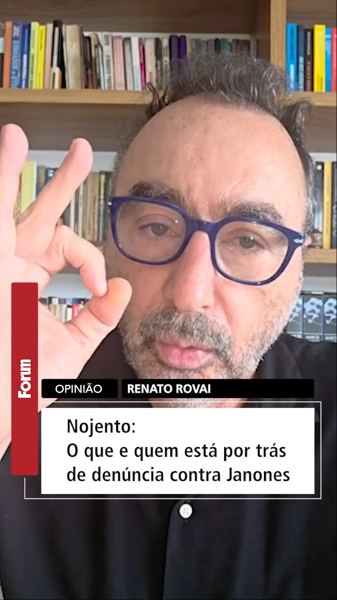 Forum
OPINIÃO
RENATO ROVAI
Nojento:
O que e quem está por trás
de denúncia contra Janones